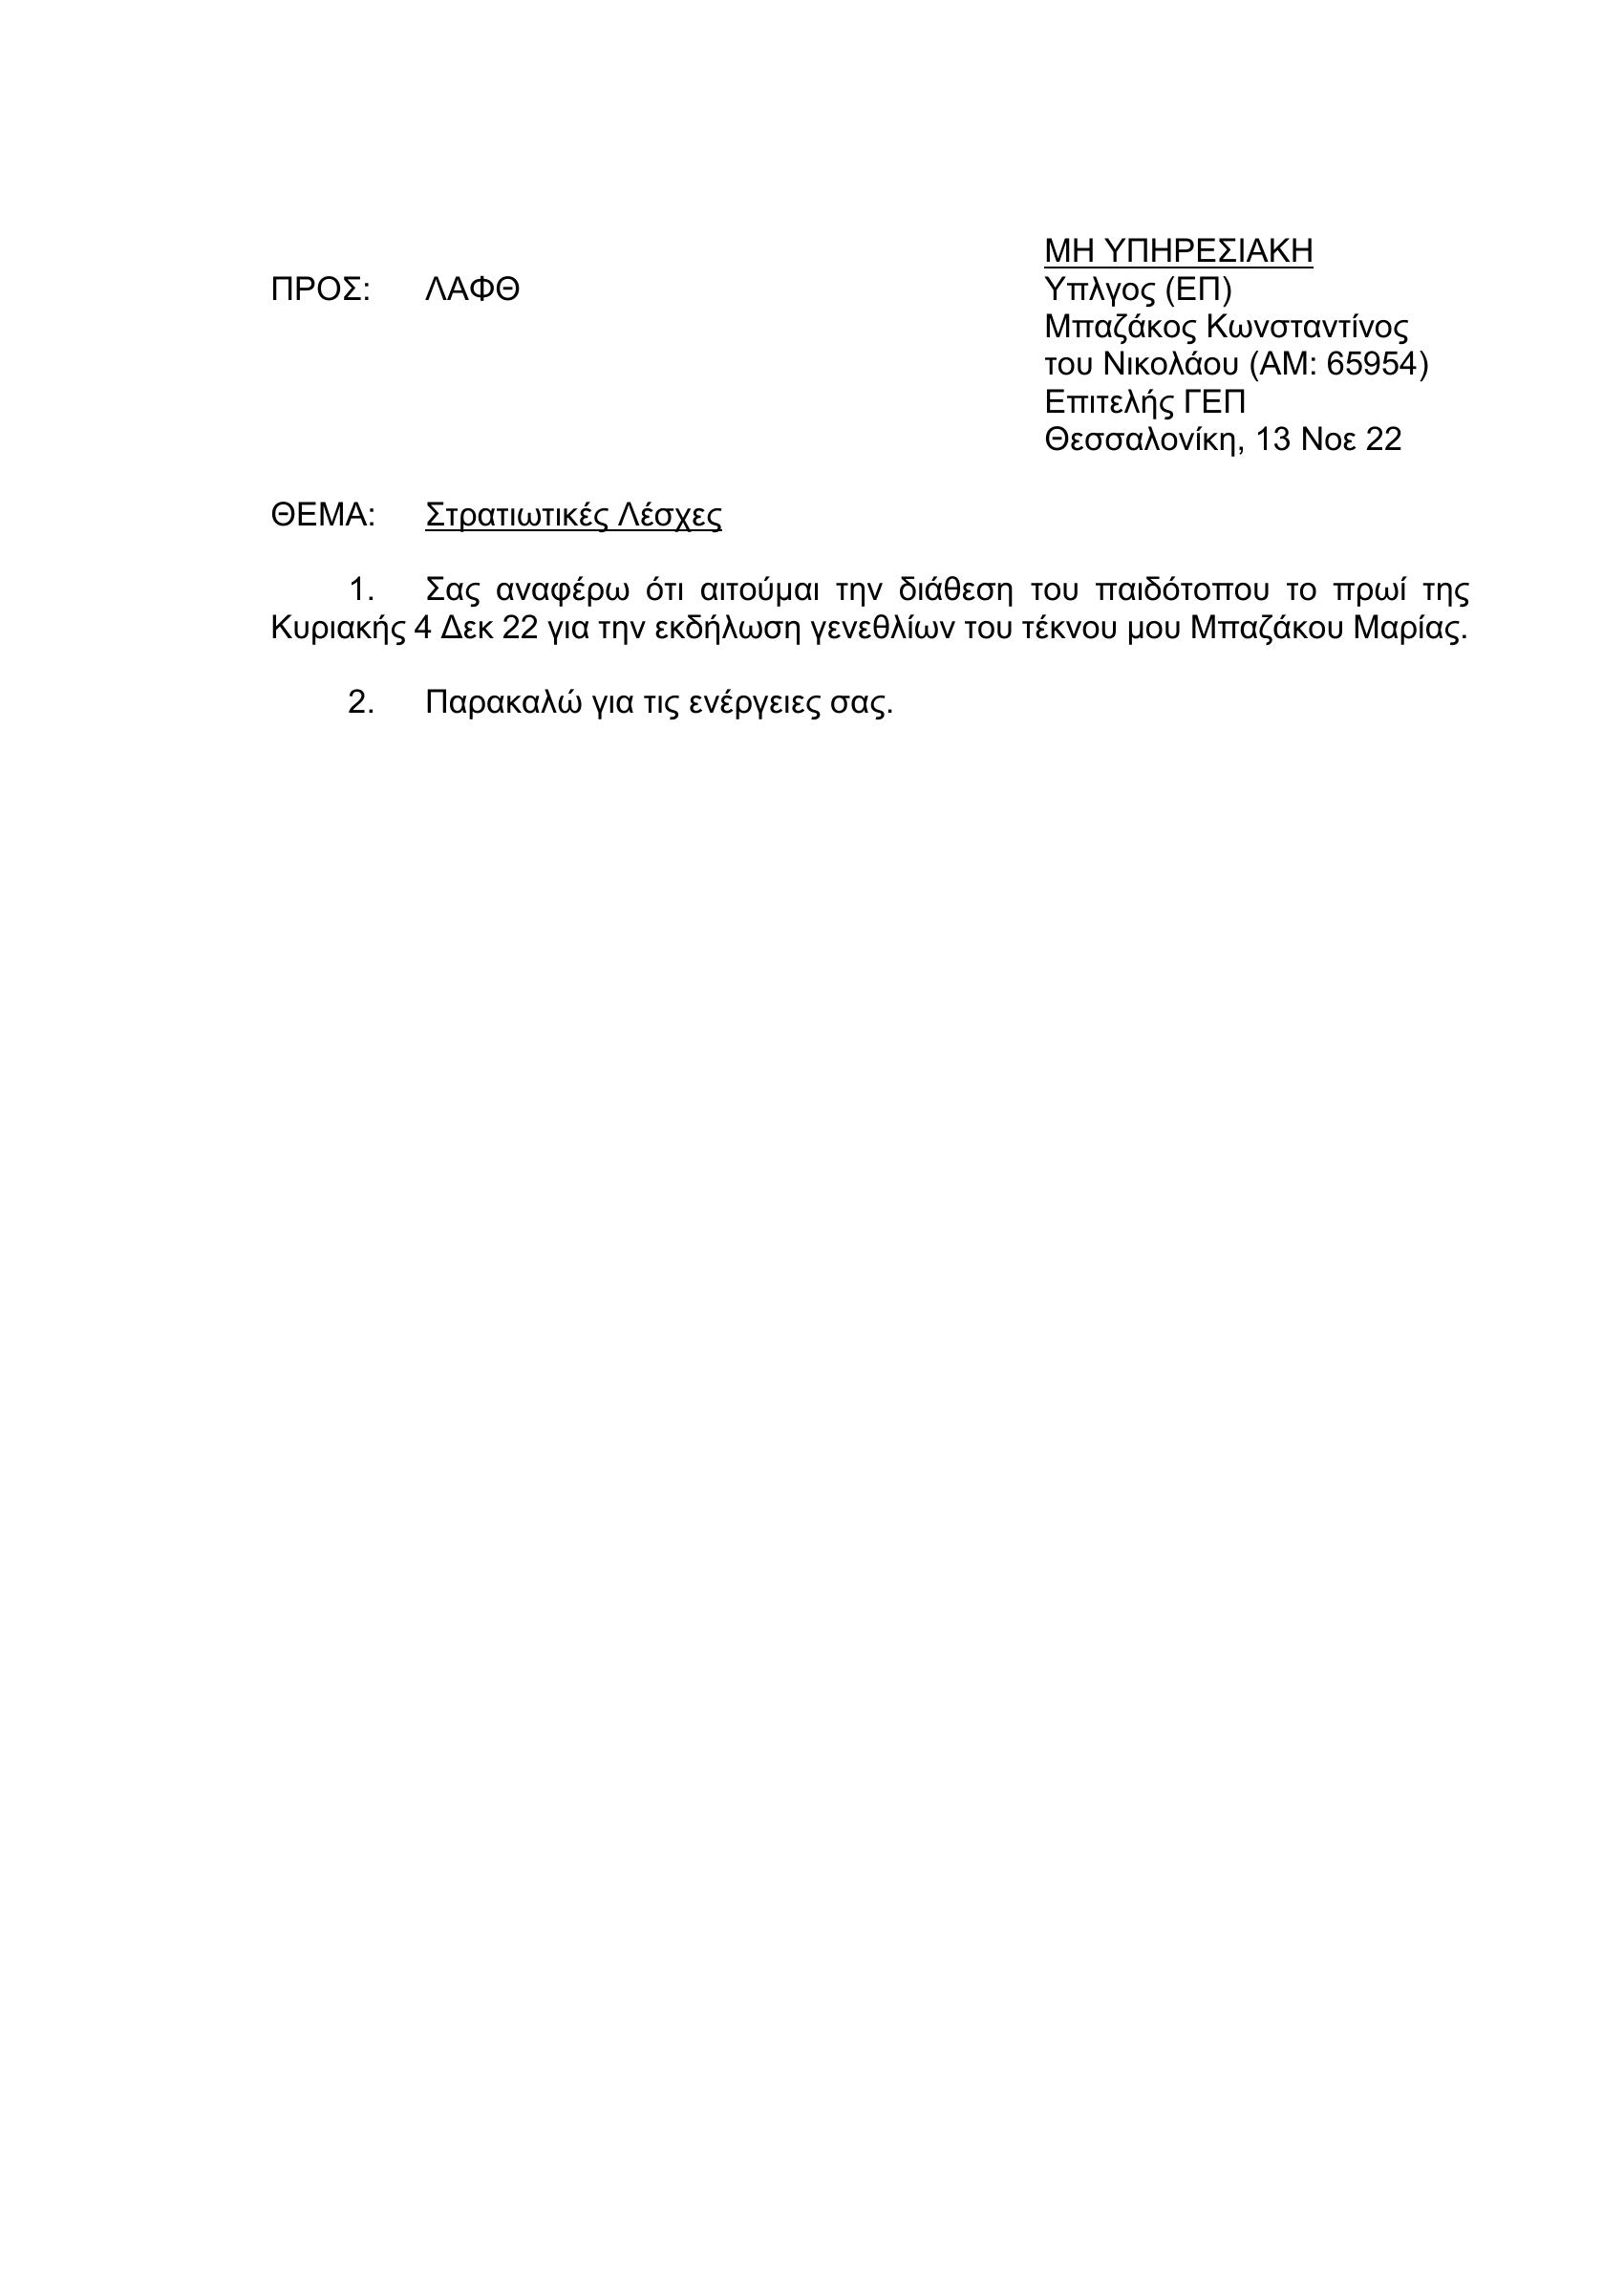 ΜΗ ΥΠΗΡΕΣΙΑΚΗ
ΠΡΟΣ: ΛΑΦΘ Υπλγος (ΕΠ)
Μπαζάκος Κωνσταντίνος
του Νικολάου (ΑΜ: 65954)
Επιτελής ΓΕΠ
Θεσσαλονίκη, 13 Νοε 22
ΘΕΜΑ: Στρατιωτικές Λέσχες
1. Σας αναφέρω ότι αιτούμαι την διάθεση του παιδότοπου το πρωί της
Κυριακής 4 Δεκ 22 για την εκδήλωση γενεθλίων του τέκνου μου Μπαζάκου Μαρίας.
2. Παρακαλώ για τις ενέργειες σας.